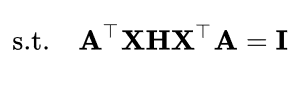 s.t. A⊤XHX⊤A = I